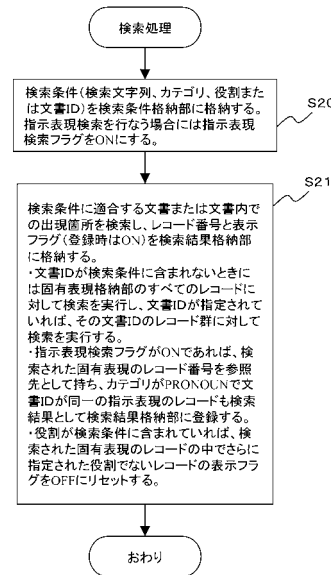 検索処理
検索条件(検索文字列、カテゴリ、役割また
は文書ID)を検索条件格納部に格納する。
指示表現検索を行なう場合には指示表現
検索フラグをONにする。
S20
S21
検索条件に適合する文書または文書内で
の出現箇所を検索し、レコード番号と表示
フラグ(登録時はON)を検索結果格納部
に格納する。
・文書IDが検索条件に含まれないときに
は固有表現格納部のすべてのレコードに
対して検索を実行し、文書IDが指定されて
いれば、その文書IDのレコード群に対して
検索を実行する。
・指示表現検索フラグがONであれば、検
索された固有表現のレコード番号を参照
先として持ち、カテゴリがPRONOUNで文
書IDが同一の指示表現のレコードも検索
結果として検索結果格納部に登録する。
・役割が検索条件に含まれていれば、検
索された固有表現のレコードの中でさらに
指定された役割でないレコードの表示フラ
グをOFFにリセットする。
おわり